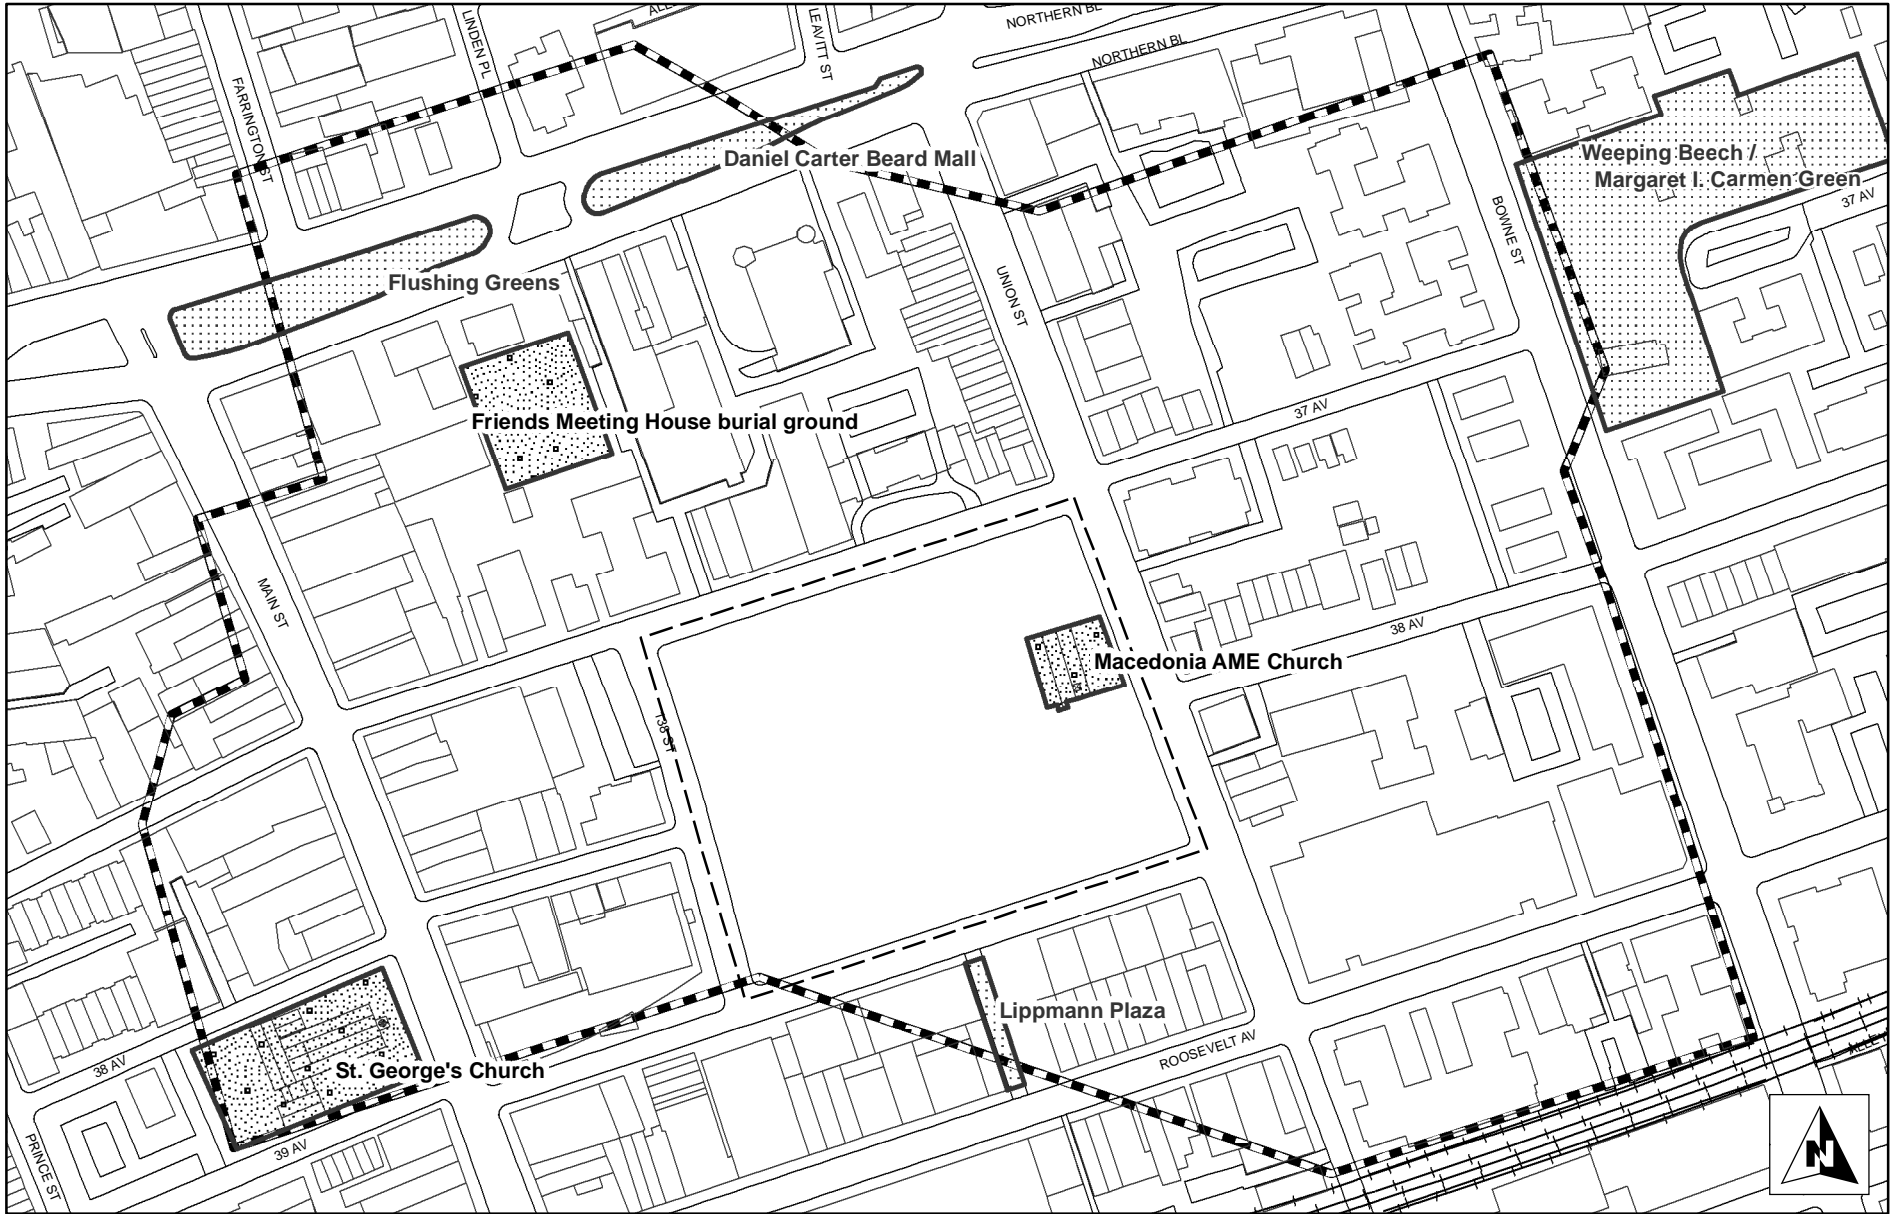 NORTHERN BL
LINDEN PL
LEAVITT ST
NORTHERN BL
FARRINGTON ST
Daniel Carter Beard Mall
Weeping Beech /
Margaret I. Carmen Green
37 AV
BOWNE ST
Flushing Greens
UNION ST
37 AV
Friends Meeting House burial ground
MAIN ST
38 AV
Macedonia AME Church
138 ST
Lippmann Plaza
ROOSEVELT AV
38 AV
St. George's Church
39 AV
PRINCE ST
N